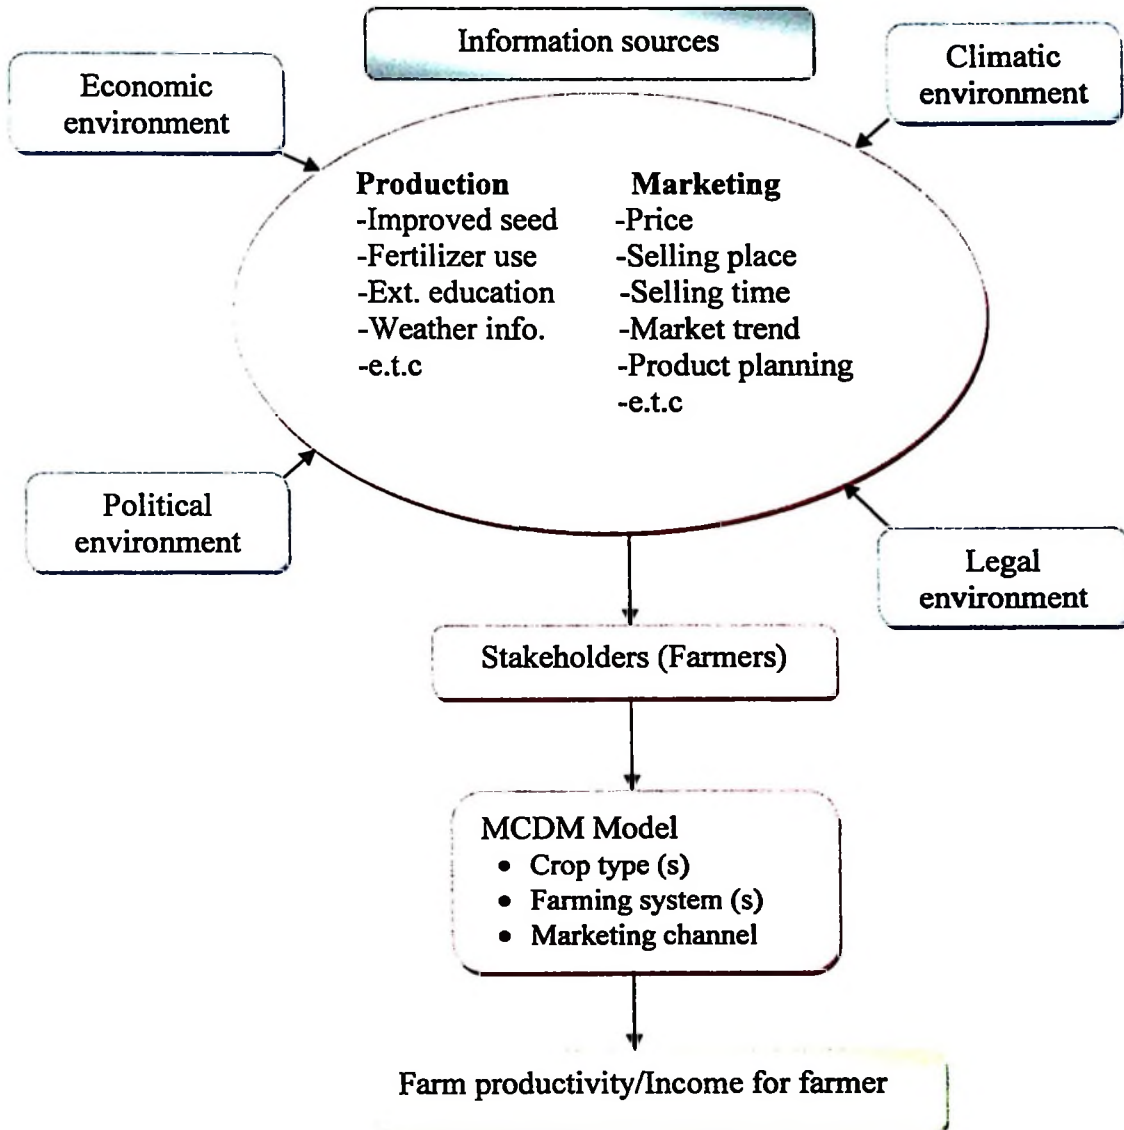 Information sources
Economic
environment
Climatic
environment
Production
-Improved seed
-Fertilizer use
-Ext. education
-Weather info.
-e.t.c
Marketing
-Price
-Selling place
-Selling time
-Market trend
-Product planning
-e.t.c
Political
environment
Legal
environment
Stakeholders (Farmers)
MCDM Model
• Crop type (s)
• Farming system (s)
• Marketing channel
Farm productivity/Income for farmer